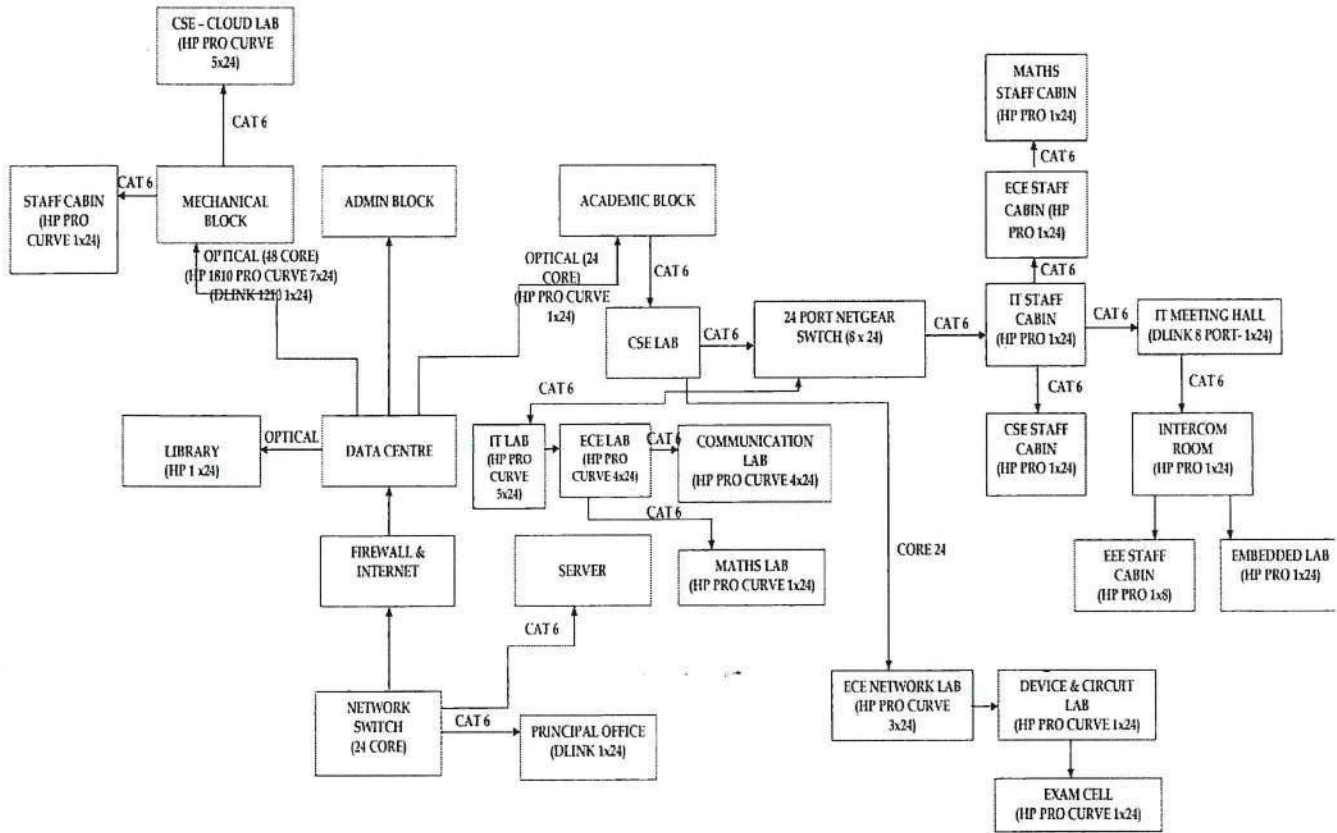 CSE – CLOUD LAB
(HP PRO CURVE
5x24)
CAT 6
MATHS
STAFF CABIN
(HP PRO 1x24)
CAT 6
STAFF CABIN
(HP PRO
CURVE 1x24)
CAT 6
MECHANICAL
BLOCK
ADMIN BLOCK
ACADEMIC BLOCK
ECE STAFF
CABIN (HP
PRO 1x24)
CAT 6
OPTICAL (48 CORE)
(HP 1810 PRO CURVE 7x24)
(DLINK 1210 1x24)
OPTICAL (24
CORE)
(HP PRO CURVE
1x24)
CAT 6
CSE LAB
CAT 6
24 PORT NETGEAR
SWTCH (8 x 24)
CAT 6
IT STAFF
CABIN
(HP PRO 1x24)
CAT 6
IT MEETING HALL
(DLINK 8 PORT- 1x24)
CAT 6
CAT 6
CAT 6
LIBRARY
(HP 1 x24)
OPTICAL
DATA CENTRE
IT LAB
(HP PRO
CURVE
5x24)
ECE LAB
(HP PRO
CURVE 4x24)
CAT 6
COMMUNICATION
LAB
(HP PRO CURVE 4x24)
CSE STAFF
CABIN
(HP PRO 1x24)
INTERCOM
ROOM
(HP PRO 1x24)
CAT 6
FIREWALL &
INTERNET
SERVER
MATHS LAB
(HP PRO CURVE 1x24)
CORE 24
EEE STAFF
CABIN
(HP PRO 1x8)
EMBEDDED LAB
(HP PRO 1x24)
CAT 6
NETWORK
SWITCH
(24 CORE)
CAT 6
PRINCIPAL OFFICE
(DLINK 1x24)
ECE NETWORK LAB
(HP PRO CURVE
3x24)
DEVICE & CIRCUIT
LAB
(HP PRO CURVE 1x24)
EXAM CELL
(HP PRO CURVE 1x24)